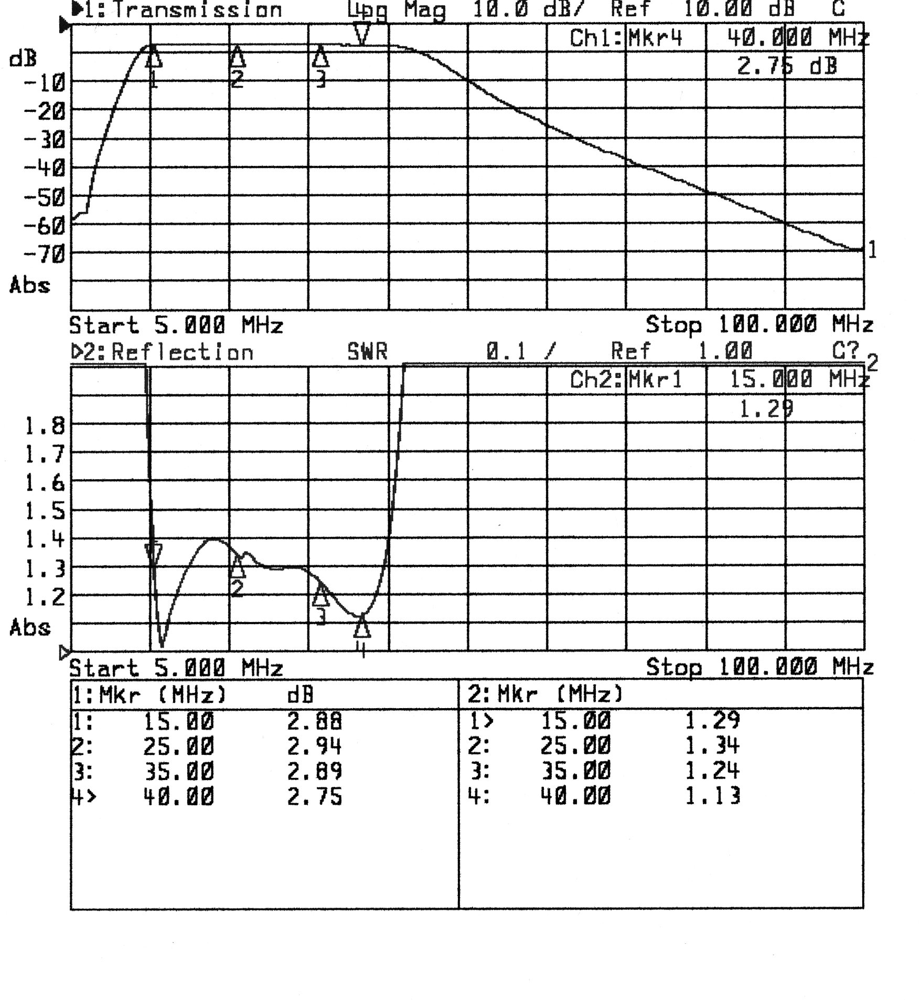 1:Transmission Log Mag 10.0 dB/ Ref 10.00 dB C
4
Ch1:Mkr4 40.000 MHz
2.75 dB
dB
-10
-20
-30
-40
-50
-60
-70
Abs
1 2 3
1
Start 5.000 MHz Stop 100.000 MHz
2:Reflection SWR 0.1 / Ref 1.00 C?
2
Ch2:Mkr1 15.000 MHz
1.29
1.8
1.7
1.6
1.5
1.4
1.3
1.2
Abs
2
3
4
Start 5.000 MHz Stop 100.000 MHz
1:Mkr (MHz) dB 2:Mkr (MHz)
1: 15.00 2.88 1> 15.00 1.29
2: 25.00 2.94 2: 25.00 1.34
3: 35.00 2.89 3: 35.00 1.24
4> 40.00 2.75 4: 40.00 1.13